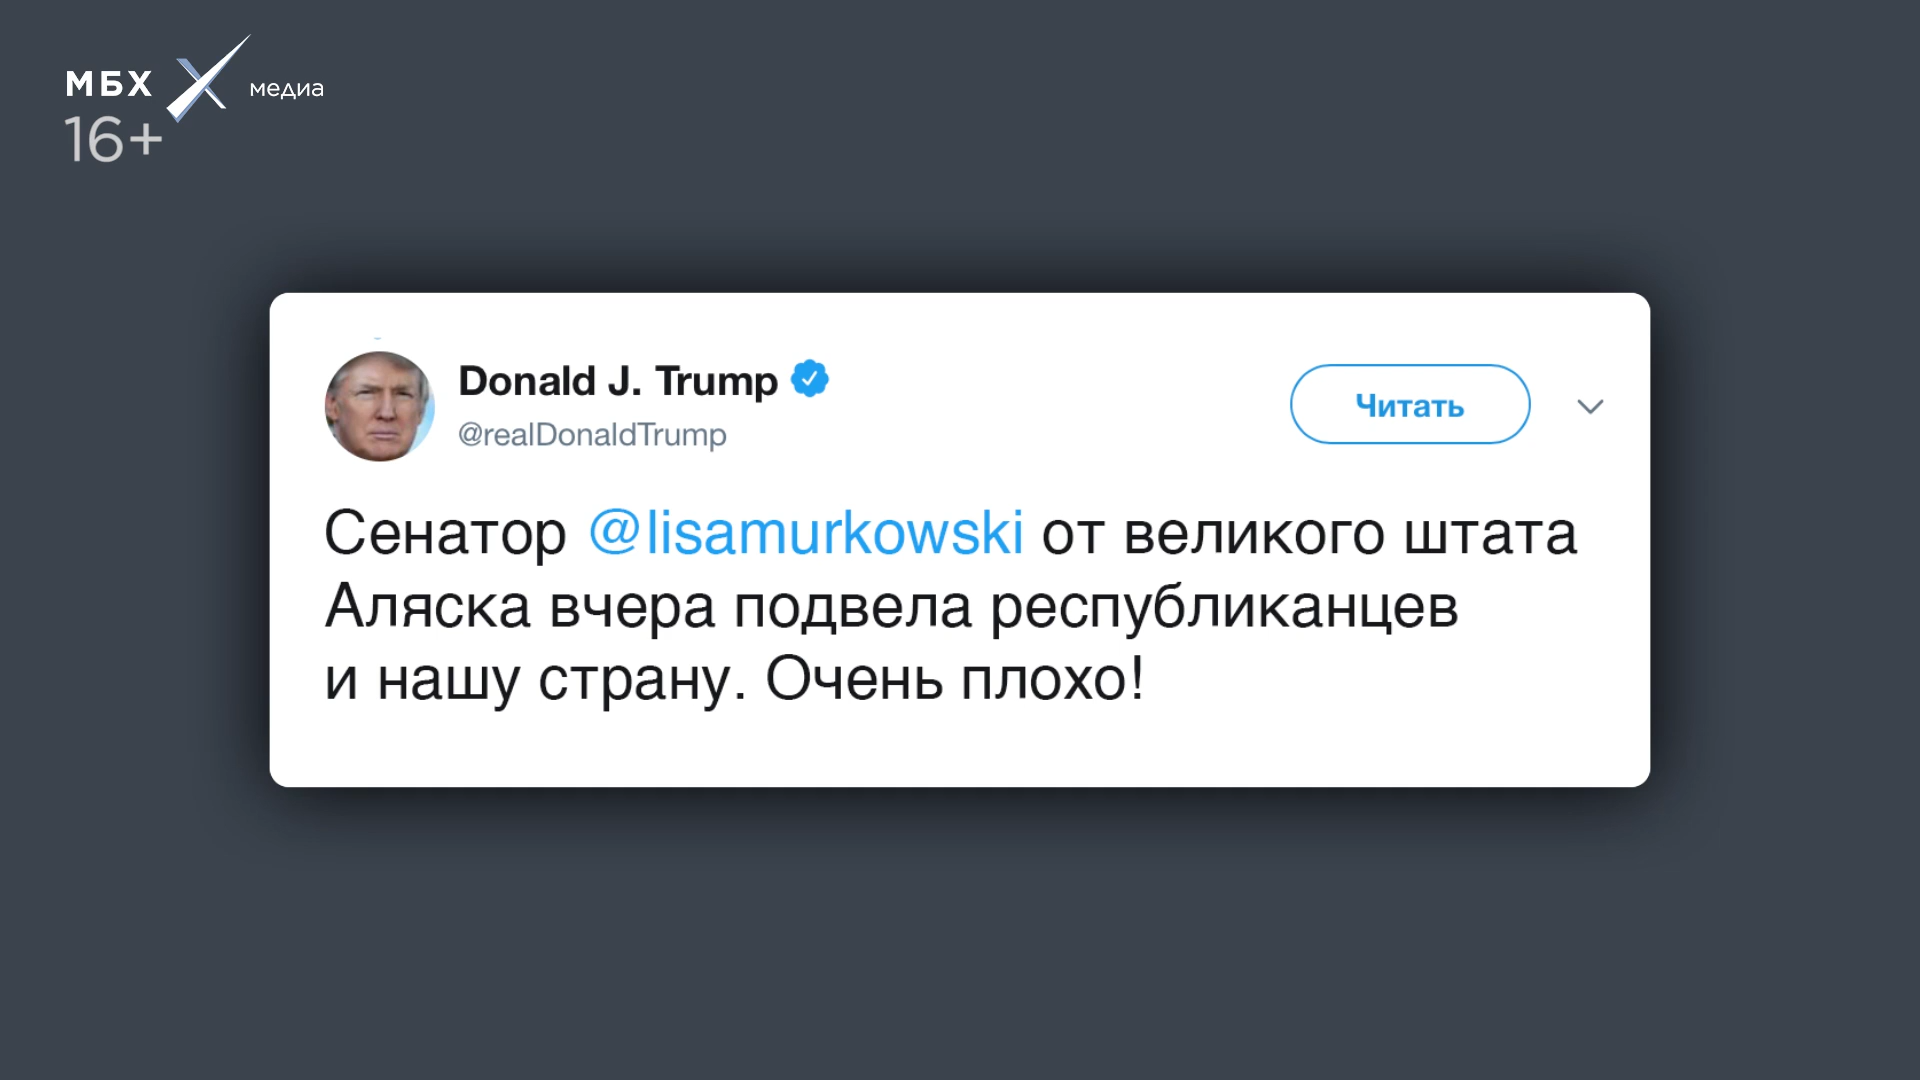 МБХ медиа
16+
Donald J. Trump
@realDonaldTrump
Читать
Сенатор @lisamurkowski от великого штата
Аляска вчера подвела республиканцев
и нашу страну. Очень плохо!